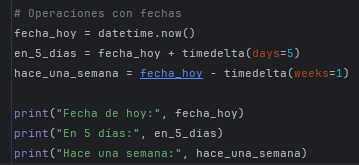 # Operaciones con fechas
fecha_hoy = datetime.now()
en_5_dias = fecha_hoy + timedelta(days=5)
hace_una_semana = fecha_hoy - timedelta(weeks=1)
print("Fecha de hoy:", fecha_hoy)
print("En 5 días:", en_5_dias)
print("Hace una semana:", hace_una_semana)